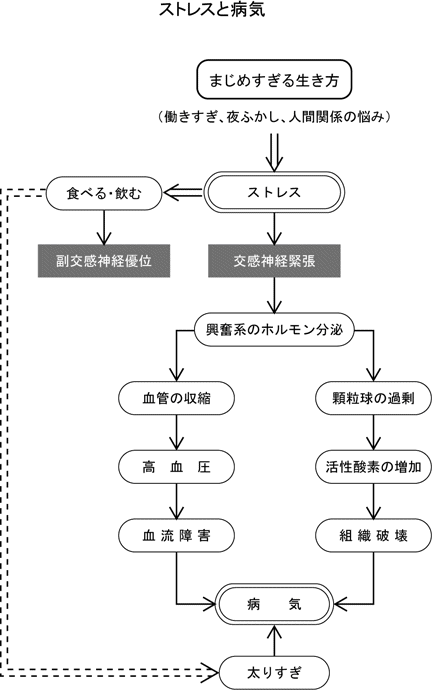 ストレスと病気
まじめすぎる生き方
（働きすぎ、夜ふかし、人間関係の悩み）
食べる・飲む
ストレス
副交感神経優位
交感神経緊張
興奮系のホルモン分泌
血管の収縮
顆粒球の過剰
高血圧
活性酸素の増加
血流障害
組織破壊
病気
太りすぎ